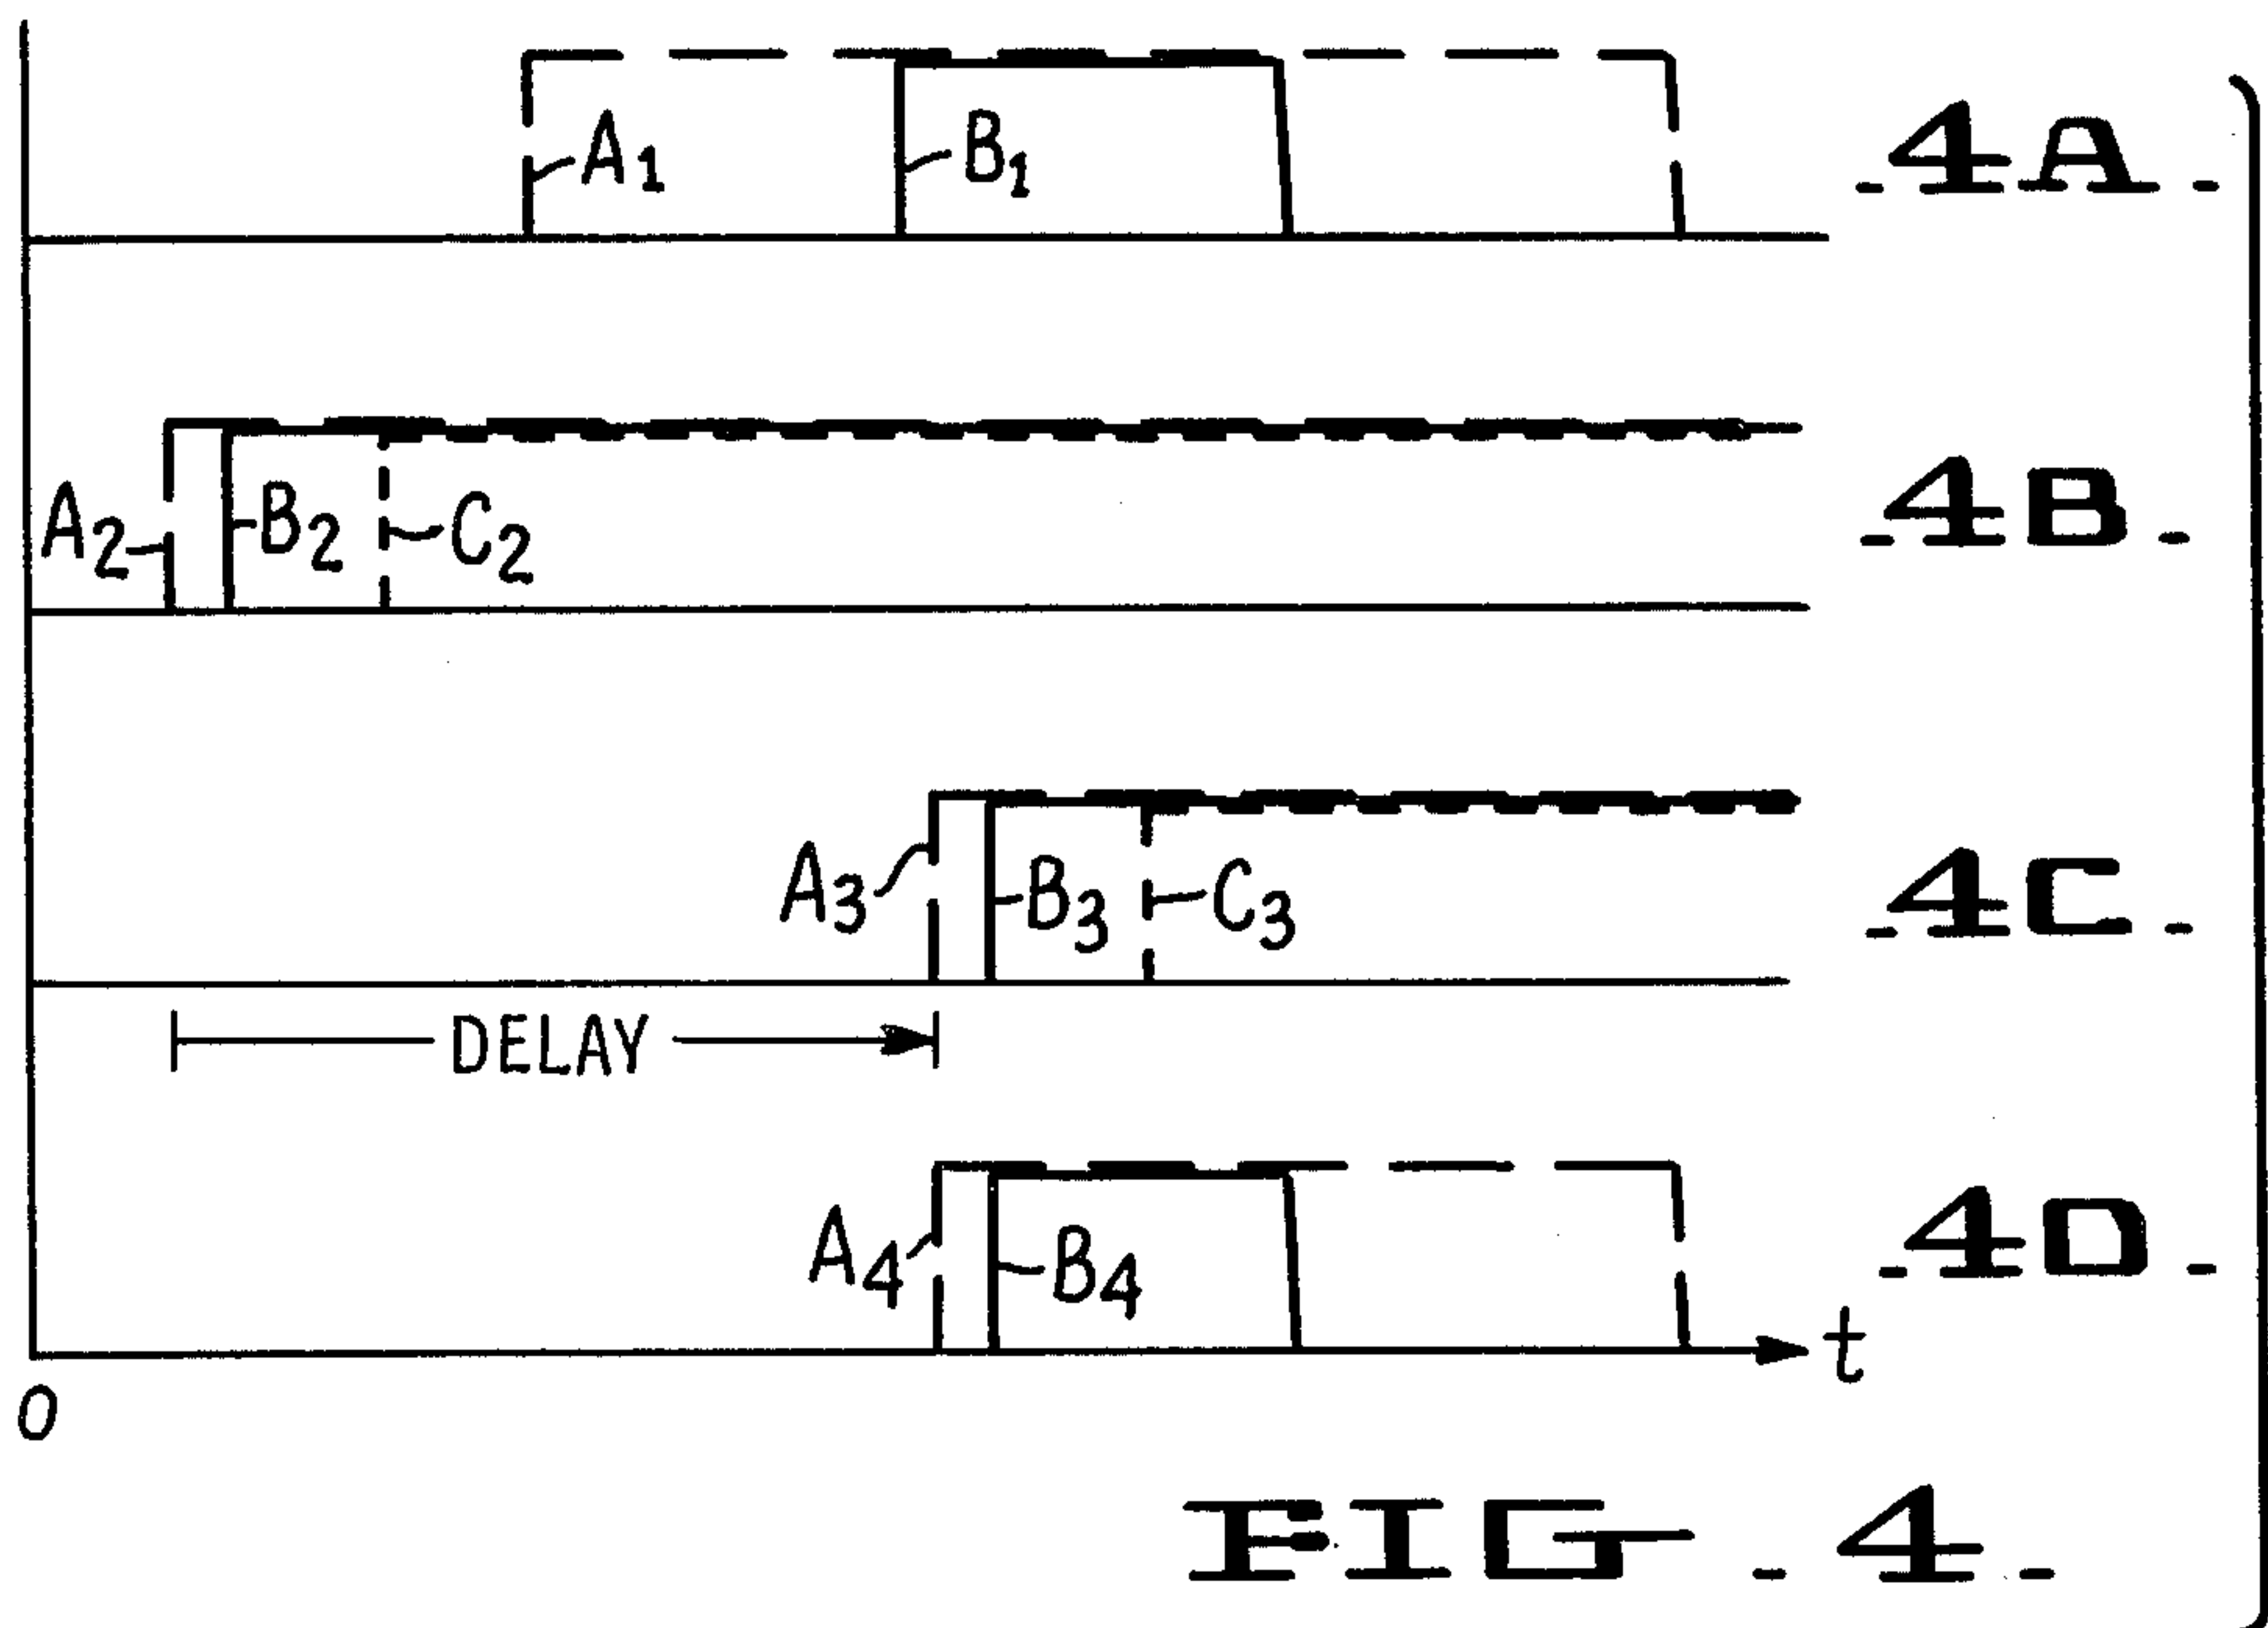 A1 B1 .4A.
A2 B2 C2 .4B.
A3 B3 C3 .4C.
DELAY
A4 B4 .4D.
t
0
FIG.4.